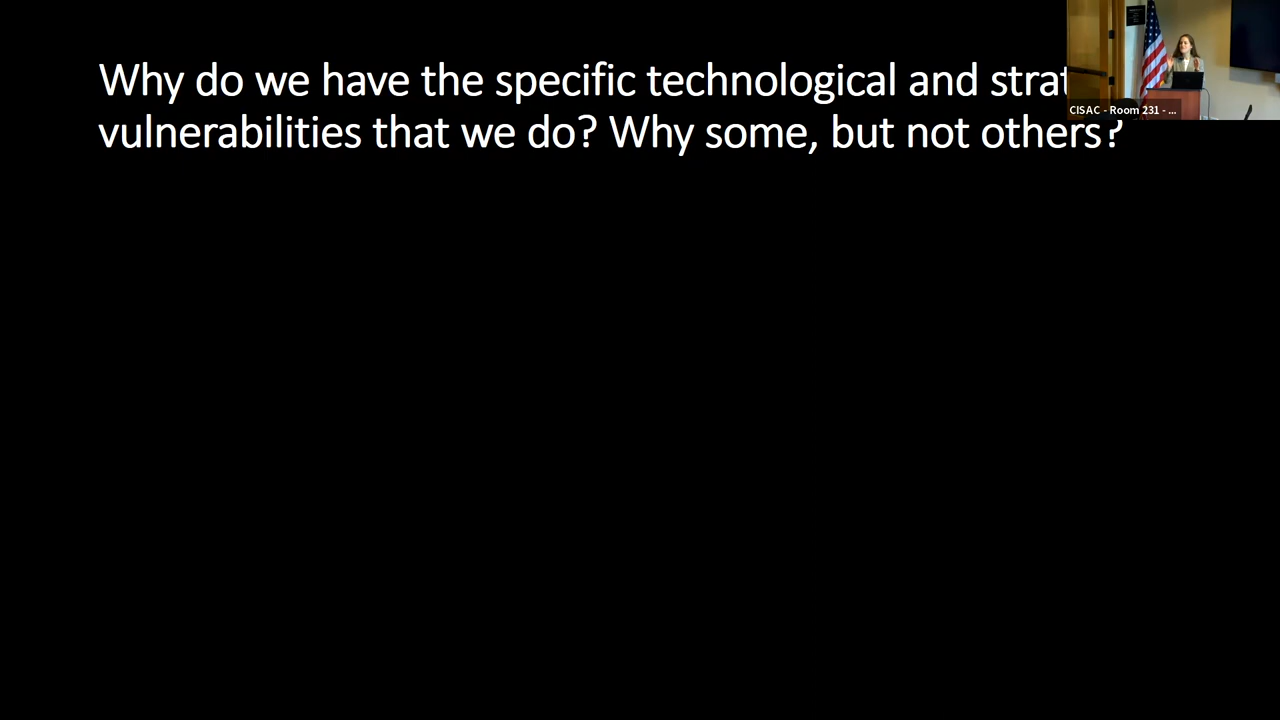 Why do we have the specific technological and strat
vulnerabilities that we do? Why some, but not others?
CISAC - Room 231 - ...